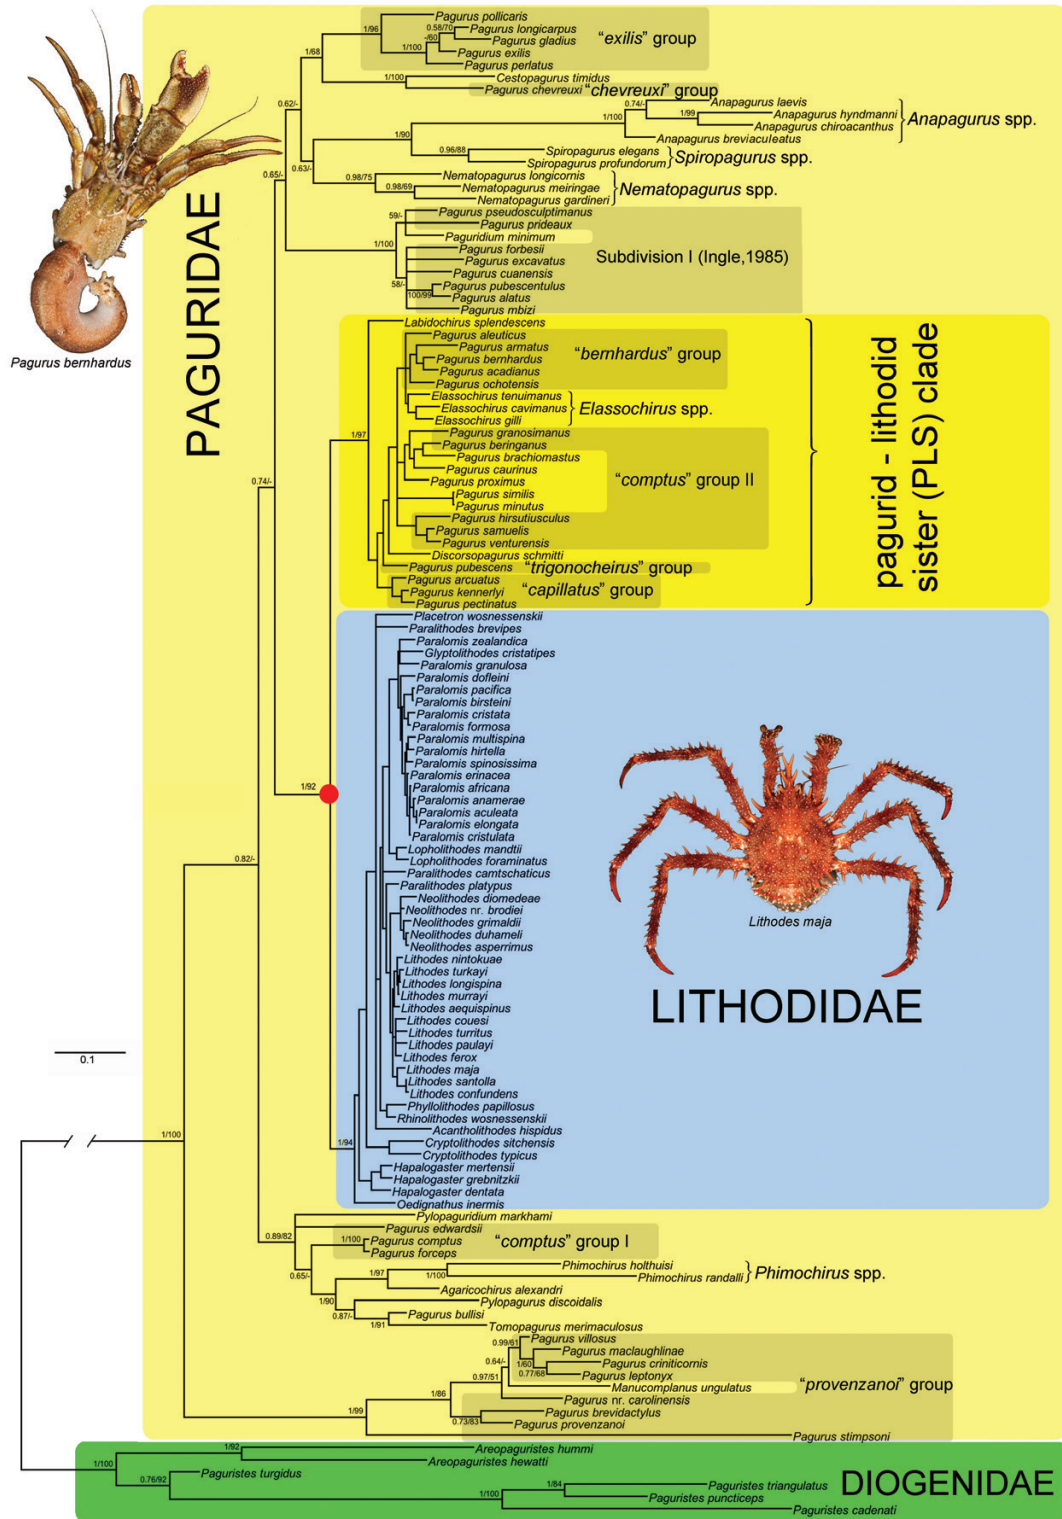 Pagurus pollicaris
1/96
0.58/70
Pagurus longicarpus
-/60
Pagurus gladius
"exilis" group
1/68
1/100
Pagurus exilis
Pagurus perlatus
1/100
Cestopagurus timidus
Pagurus chevreuxi "chevreuxi" group
0.62/-
0.74/-
Anapagurus laevis
1/99
Anapagurus hyndmanni
1/100
Anapagurus chiroacanthus
Anapagurus spp.
1/90
Anapagurus breviaculeatus
0.96/88
Spiropagurus elegans
Spiropagurus profundorum
Spiropagurus spp.
0.63/-
0.65/-
0.98/75
Nematopagurus longicornis
0.98/69
Nematopagurus meiringae
Nematopagurus gardineri
Nematopagurus spp.
59/-
Pagurus pseudosculptimanus
Pagurus prideaux
Paguridium minimum
1/100
Pagurus forbesii
Pagurus excavatus
Subdivision I (Ingle,1985)
Pagurus cuanensis
58/-
100/99
Pagurus pubescentulus
Pagurus alatus
Pagurus mbizi
PAGURIDAE
Pagurus bernhardus
Labidochirus splendescens
Pagurus aleuticus
Pagurus armatus
Pagurus bernhardus
"bernhardus" group
Pagurus acadianus
Pagurus ochotensis
Elassochirus tenuimanus
Elassochirus cavimanus
Elassochirus gilli
Elassochirus spp.
1/97
Pagurus granosimanus
Pagurus beringanus
Pagurus brachiomastus
Pagurus caurinus
Pagurus proximus
"comptus" group II
Pagurus similis
Pagurus minutus
Pagurus hirsutiusculus
Pagurus samuelis
Pagurus venturensis
Discorsopagurus schmitti
Pagurus pubescens "trigonocheirus" group
Pagurus arcuatus
Pagurus kennerlyi
"capillatus" group
Pagurus pectinatus
pagurid - lithodid
sister (PLS) clade
0.74/-
1/92
0.82/-
Placetron wosnessenskii
Paralithodes brevipes
Paralomis zealandica
Glyptolithodes cristatipes
Paralomis granulosa
Paralomis dofleini
Paralomis pacifica
Paralomis birsteini
Paralomis cristata
Paralomis formosa
Paralomis multispina
Paralomis hirtella
Paralomis spinosissima
Paralomis erinacea
Paralomis africana
Paralomis anamerae
Paralomis aculeata
Paralomis elongata
Paralomis cristulata
Lopholithodes mandtii
Lopholithodes foraminatus
Paralithodes camtschaticus
Paralithodes platypus
Neolithodes diomedeae
Neolithodes nr. brodiei
Neolithodes grimaldii
Neolithodes duhameli
Neolithodes asperrimus
Lithodes nintokuae
Lithodes turkayi
Lithodes longispina
Lithodes murrayi
Lithodes aequispinus
Lithodes couesi
Lithodes turritus
Lithodes paulayi
Lithodes ferox
Lithodes maja
Lithodes santolla
Lithodes confundens
Phyllolithodes papillosus
Rhinolithodes wosnessenskii
Acantholithodes hispidus
1/94
Cryptolithodes sitchensis
Cryptolithodes typicus
Hapalogaster mertensii
Hapalogaster grebnitzkii
Hapalogaster dentata
Oedignathus inermis
Lithodes maja
LITHODIDAE
0.1
1/100
Pylopaguridium markhami
0.89/82
Pagurus edwardsii
1/100
Pagurus comptus
Pagurus forceps
"comptus" group I
0.65/-
1/97
Phimochirus holthuisi
1/100
Phimochirus randalli
Phimochirus spp.
Agaricochirus alexandri
1/90
Pylopagurus discoidalis
0.87/-
Pagurus bullisi
1/91
Tomopagurus merimaculosus
0.99/61
Pagurus villosus
Pagurus maclaughlinae
0.64/-
1/60
Pagurus criniticornis
0.97/51
0.77/68
Pagurus leptonyx
Manucomplanus ungulatus
"provenzanoi" group
1/86
Pagurus nr. carolinensis
Pagurus brevidactylus
1/99
0.73/83
Pagurus provenzanoi
Pagurus stimpsoni
1/92
Areopaguristes hummi
Areopaguristes hewatti
1/100
Paguristes turgidus
0.76/92
1/84
Paguristes triangulatus
1/100
Paguristes puncticeps
Paguristes cadenati
DIOGENIDAE